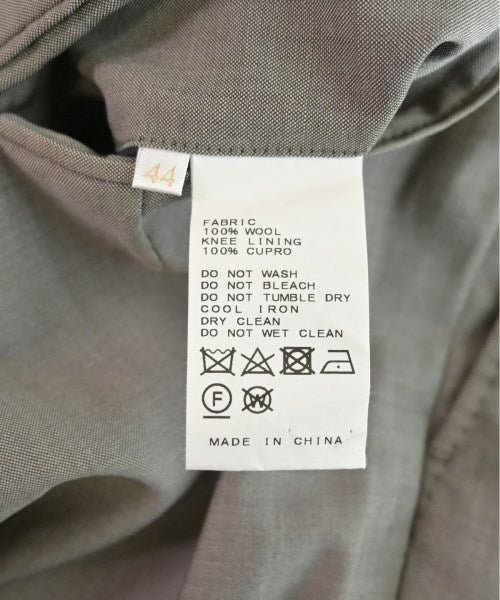 44
FABRIC
100% WOOL
KNEE LINING
100% CUPRO
DO NOT WASH
DO NOT BLEACH
DO NOT TUMBLE DRY
COOL IRON
DRY CLEAN
DO NOT WET CLEAN
F W
MADE IN CHINA